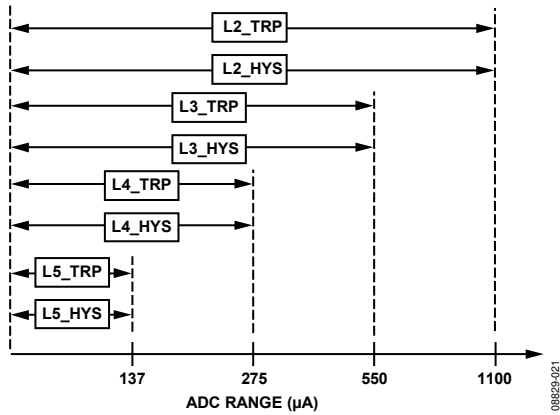 L2_TRP
L2_HYS
L3_TRP
L3_HYS
L4_TRP
L4_HYS
L5_TRP
L5_HYS
137 275 550 1100
ADC RANGE (µA)
08829-021